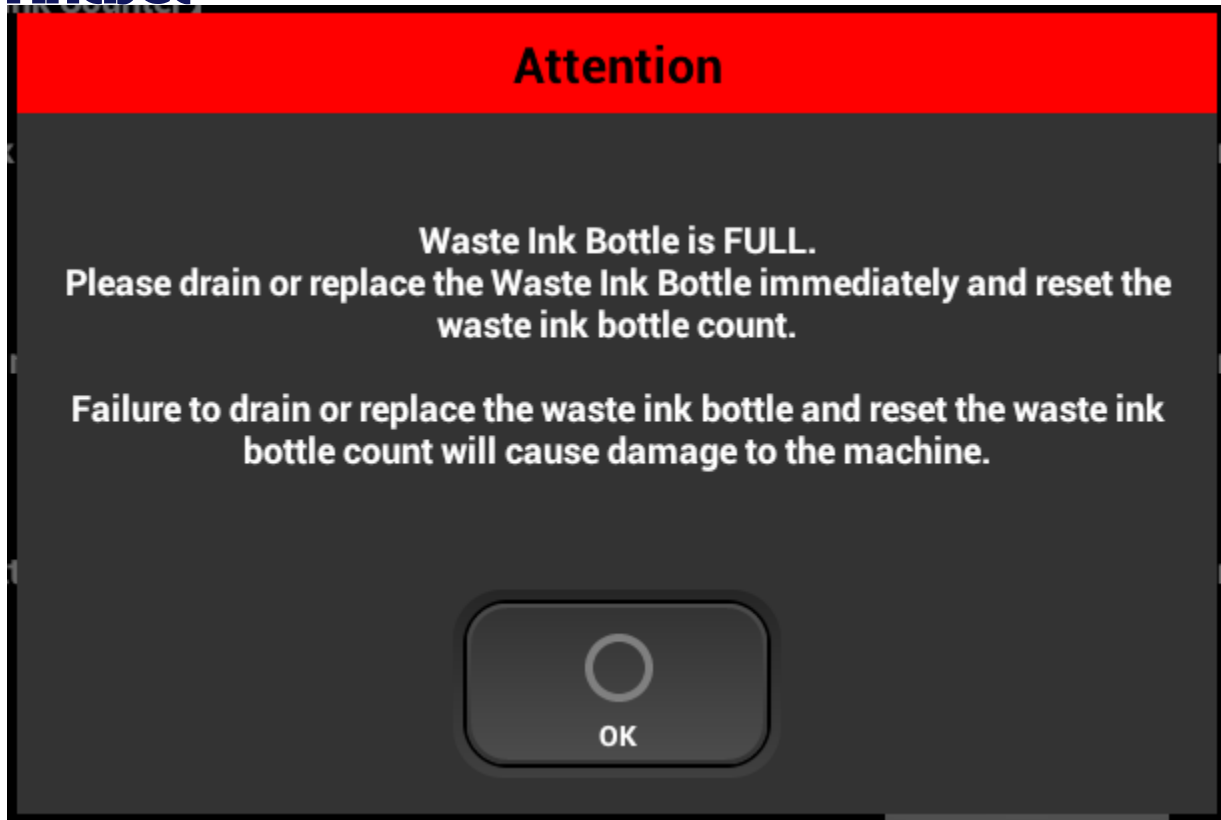 Attention
Waste Ink Bottle is FULL.
Please drain or replace the Waste Ink Bottle immediately and reset the
waste ink bottle count.
Failure to drain or replace the waste ink bottle and reset the waste ink
bottle count will cause damage to the machine.
OK